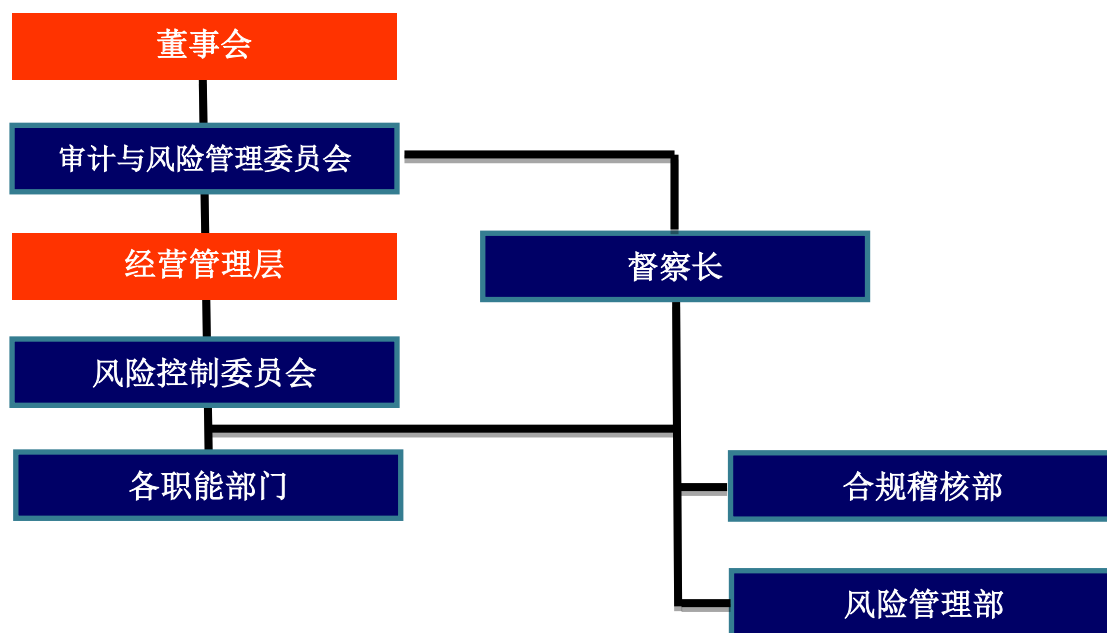 董事会
审计与风险管理委员会
经营管理层
督察长
风险控制委员会
各职能部门
合规稽核部
风险管理部